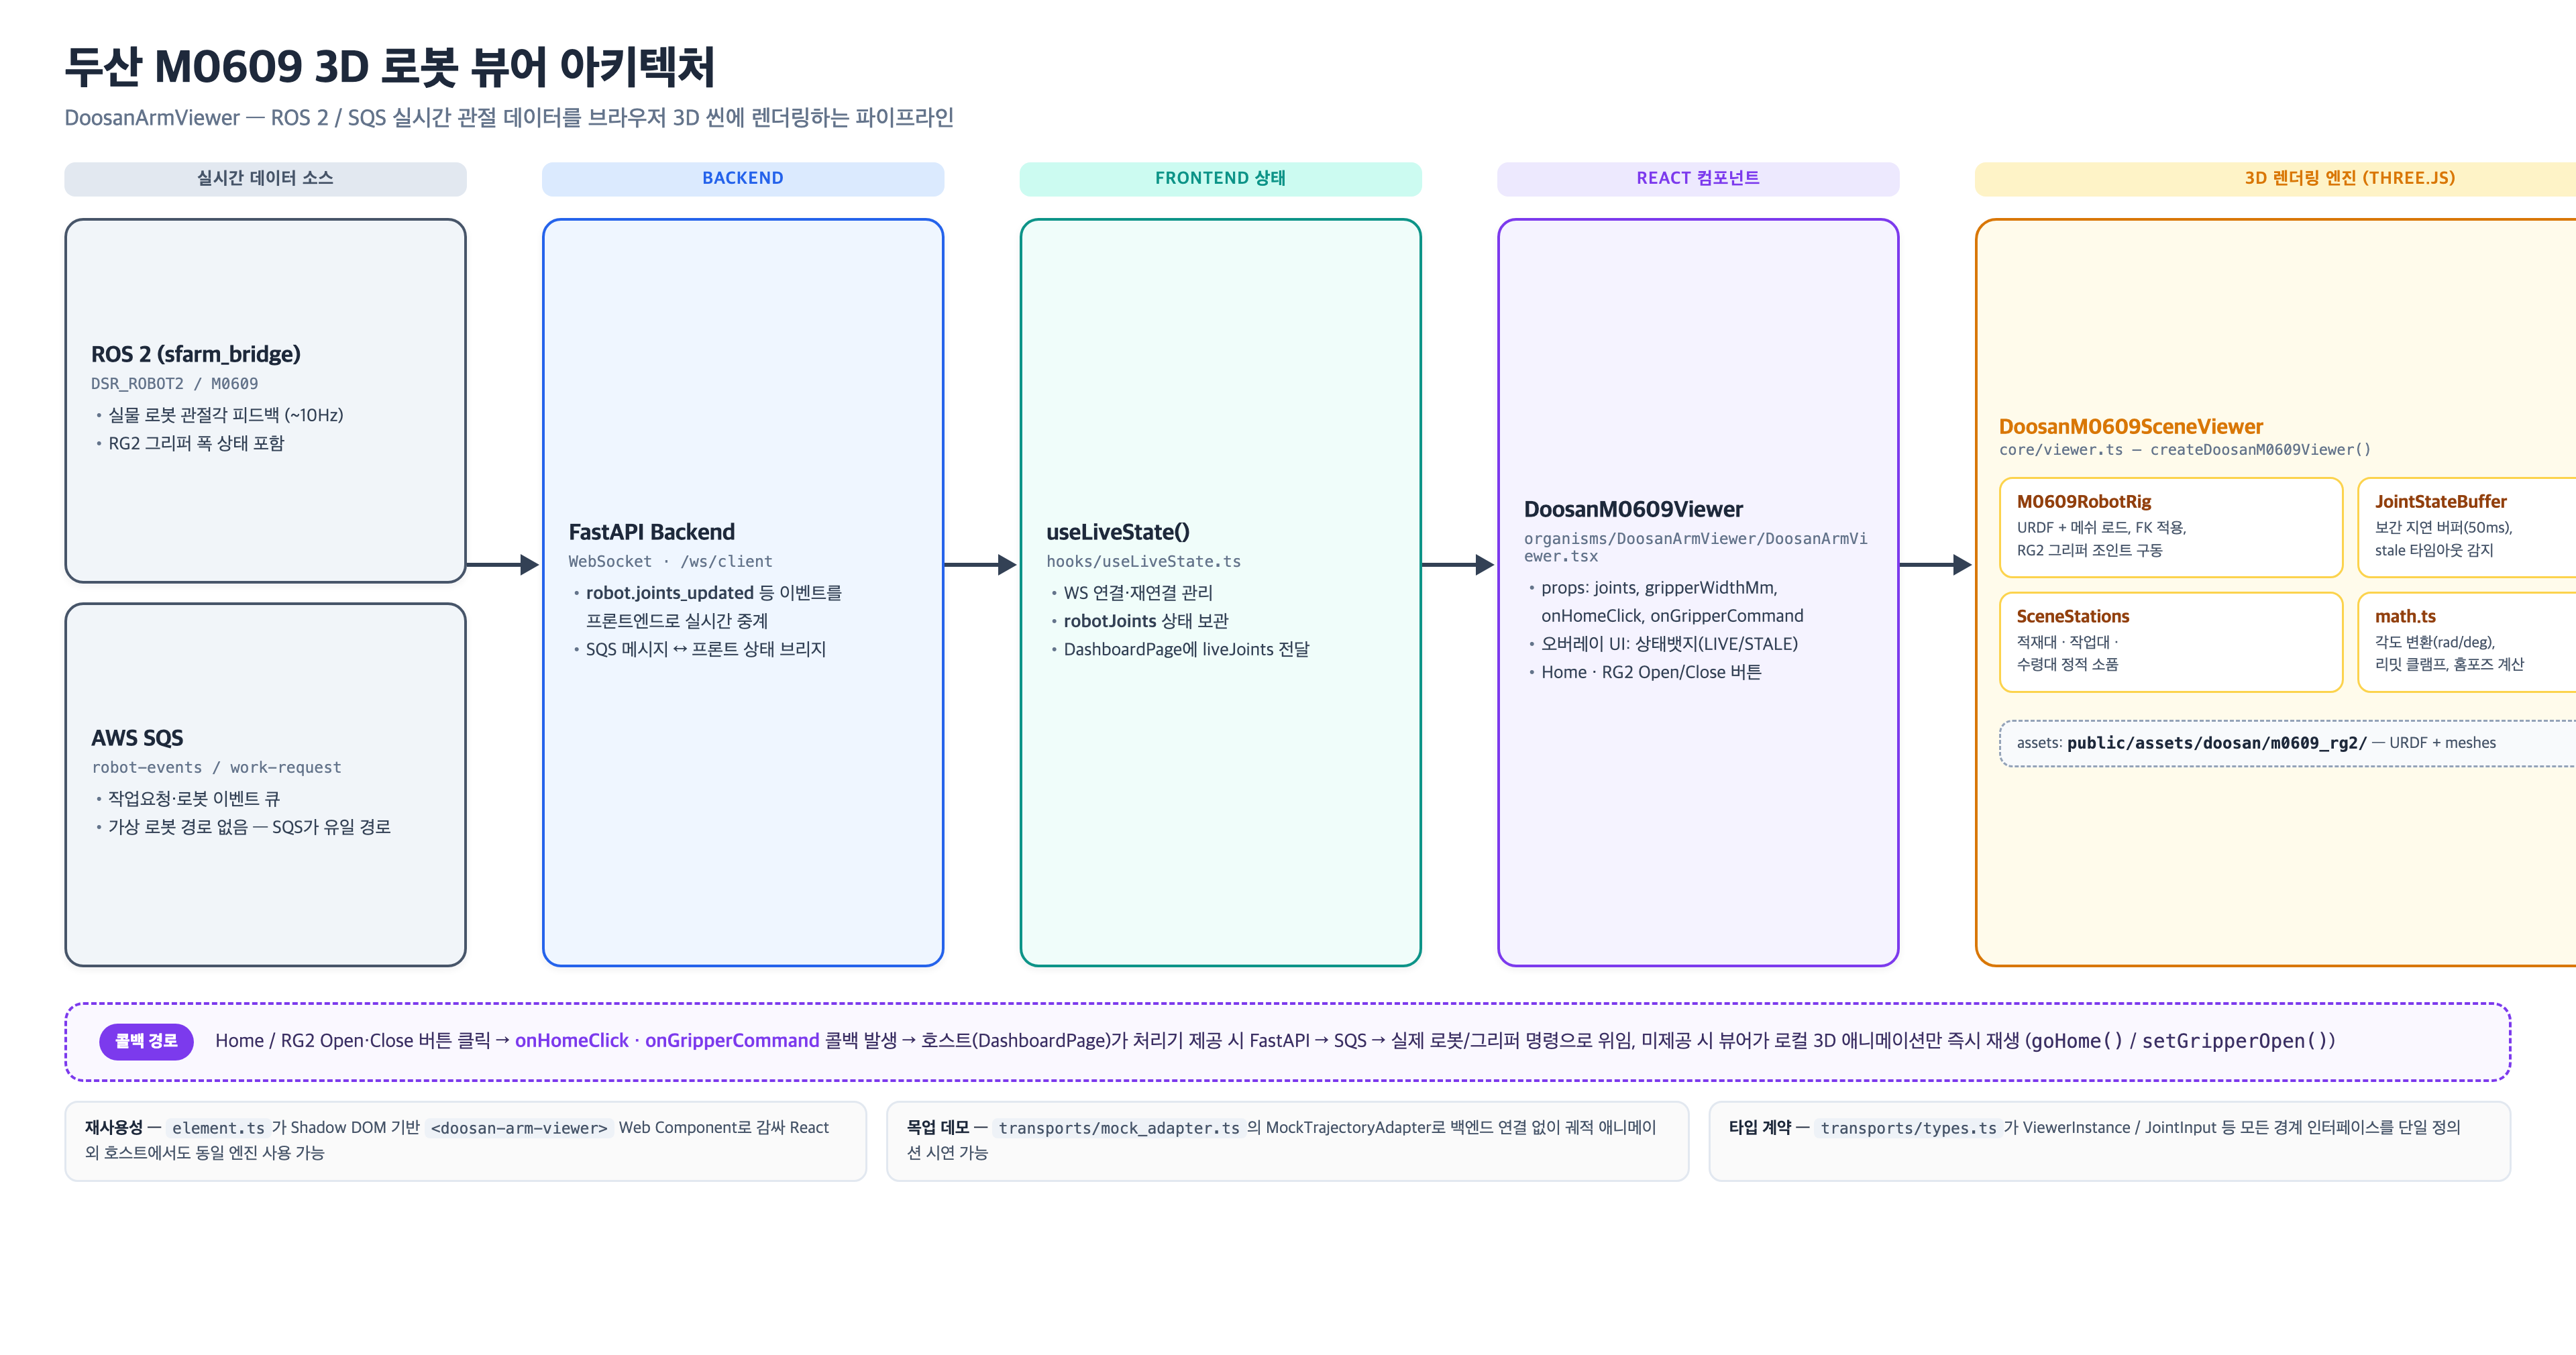 두산 M0609 3D 로봇 뷰어 아키텍처
DoosanArmViewer — ROS 2 / SQS 실시간 관절 데이터를 브라우저 3D 씬에 렌더링하는 파이프라인
실시간 데이터 소스
ROS 2 (sfarm_bridge)
DSR_ROBOT2 / M0609
• 실물 로봇 관절각 피드백 (~10Hz)
• RG2 그리퍼 폭 상태 포함
AWS SQS
robot-events / work-request
• 작업요청·로봇 이벤트 큐
• 가상 로봇 경로 없음 — SQS가 유일 경로
BACKEND
FastAPI Backend
WebSocket · /ws/client
• robot.joints_updated 등 이벤트를
프론트엔드로 실시간 중계
• SQS 메시지 ↔ 프론트 상태 브리지
FRONTEND 상태
useLiveState()
hooks/useLiveState.ts
• WS 연결·재연결 관리
• robotJoints 상태 보관
• DashboardPage에 liveJoints 전달
REACT 컴포넌트
DoosanM0609Viewer
organisms/DoosanArmViewer/DoosanArmVi
ewer.tsx
• props: joints, gripperWidthMm,
onHomeClick, onGripperCommand
• 오버레이 UI: 상태뱃지(LIVE/STALE)
• Home · RG2 Open/Close 버튼
3D 렌더링 엔진 (THREE.JS)
DoosanM0609SceneViewer
core/viewer.ts — createDoosanM0609Viewer()
M0609RobotRig
URDF + 메쉬 로드, FK 적용,
RG2 그리퍼 조인트 구동
JointStateBuffer
보간 지연 버퍼(50ms),
stale 타임아웃 감지
SceneStations
적재대 · 작업대 ·
수령대 정적 소품
math.ts
각도 변환(rad/deg),
리밋 클램프, 홈포즈 계산
assets: public/assets/doosan/m0609_rg2/ — URDF + meshes
콜백 경로 Home / RG2 Open·Close 버튼 클릭 → onHomeClick · onGripperCommand 콜백 발생 → 호스트(DashboardPage)가 처리기 제공 시 FastAPI → SQS → 실제 로봇/그리퍼 명령으로 위임, 미제공 시 뷰어가 로컬 3D 애니메이션만 즉시 재생 (goHome() / setGripperOpen())
재사용성 — element.ts 가 Shadow DOM 기반 <doosan-arm-viewer> Web Component로 감싸 React
외 호스트에서도 동일 엔진 사용 가능
목업 데모 — transports/mock_adapter.ts 의 MockTrajectoryAdapter로 백엔드 연결 없이 궤적 애니메이
션 시연 가능
타입 계약 — transports/types.ts 가 ViewerInstance / JointInput 등 모든 경계 인터페이스를 단일 정의